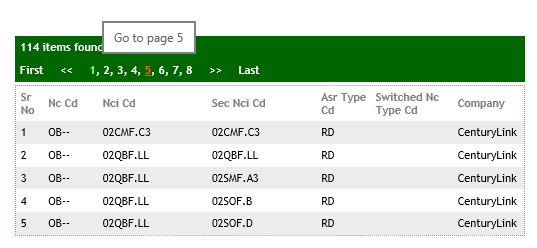 Go to page 5
114 items found
First << 1, 2, 3, 4, 5, 6, 7, 8 >> Last
Sr No Nc Cd Nci Cd Sec Nci Cd Asr Type Cd Switched Nc Type Cd Company
1 OB-- 02CMF.C3 02CMF.C3 RD CenturyLink
2 OB-- 02QBF.LL 02QBF.LL RD CenturyLink
3 OB-- 02QBF.LL 02SMF.A3 RD CenturyLink
4 OB-- 02QBF.LL 02SOF.B RD CenturyLink
5 OB-- 02QBF.LL 02SOF.D RD CenturyLink